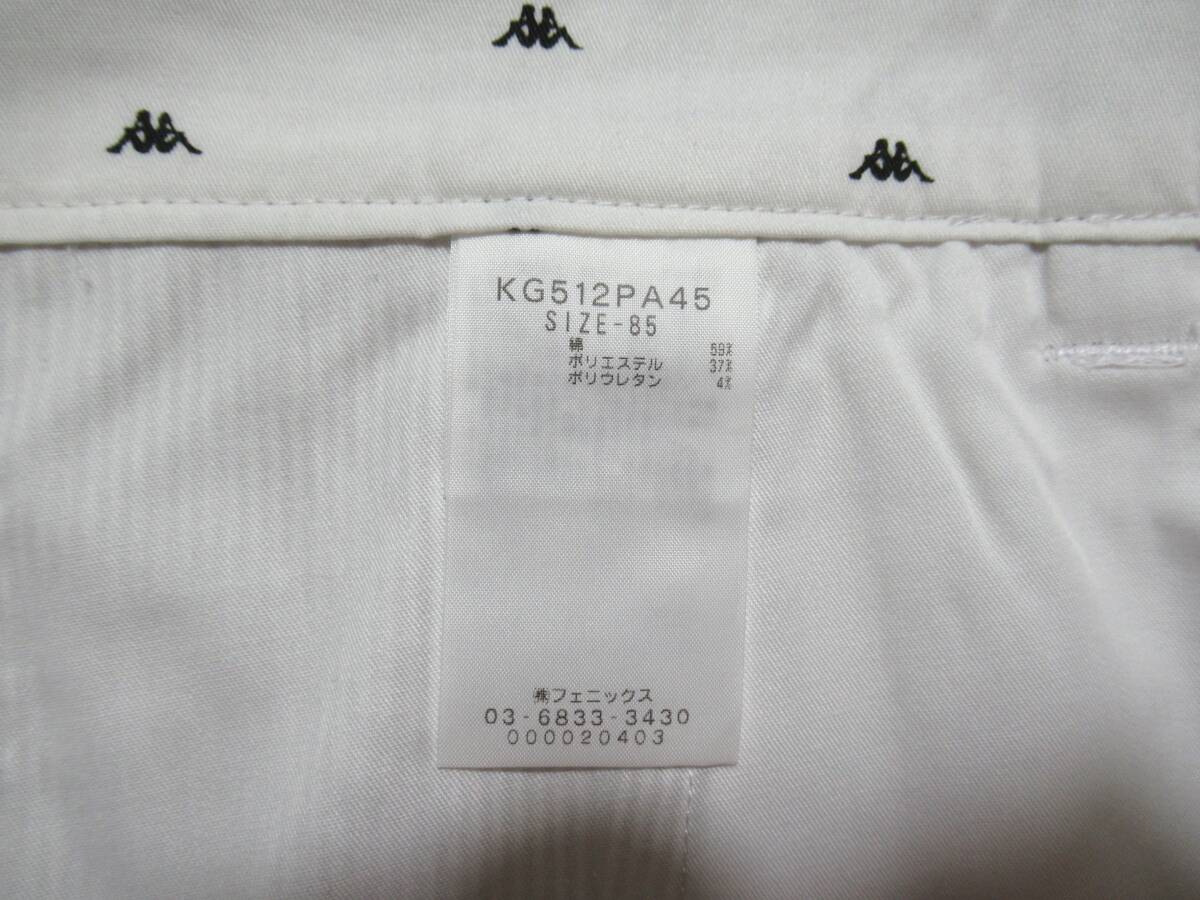 KG512PA45
SIZE-85
綿 59%
ポリエステル 37%
ポリウレタン 4%
㈱フェニックス
03-6833-3430
000020403